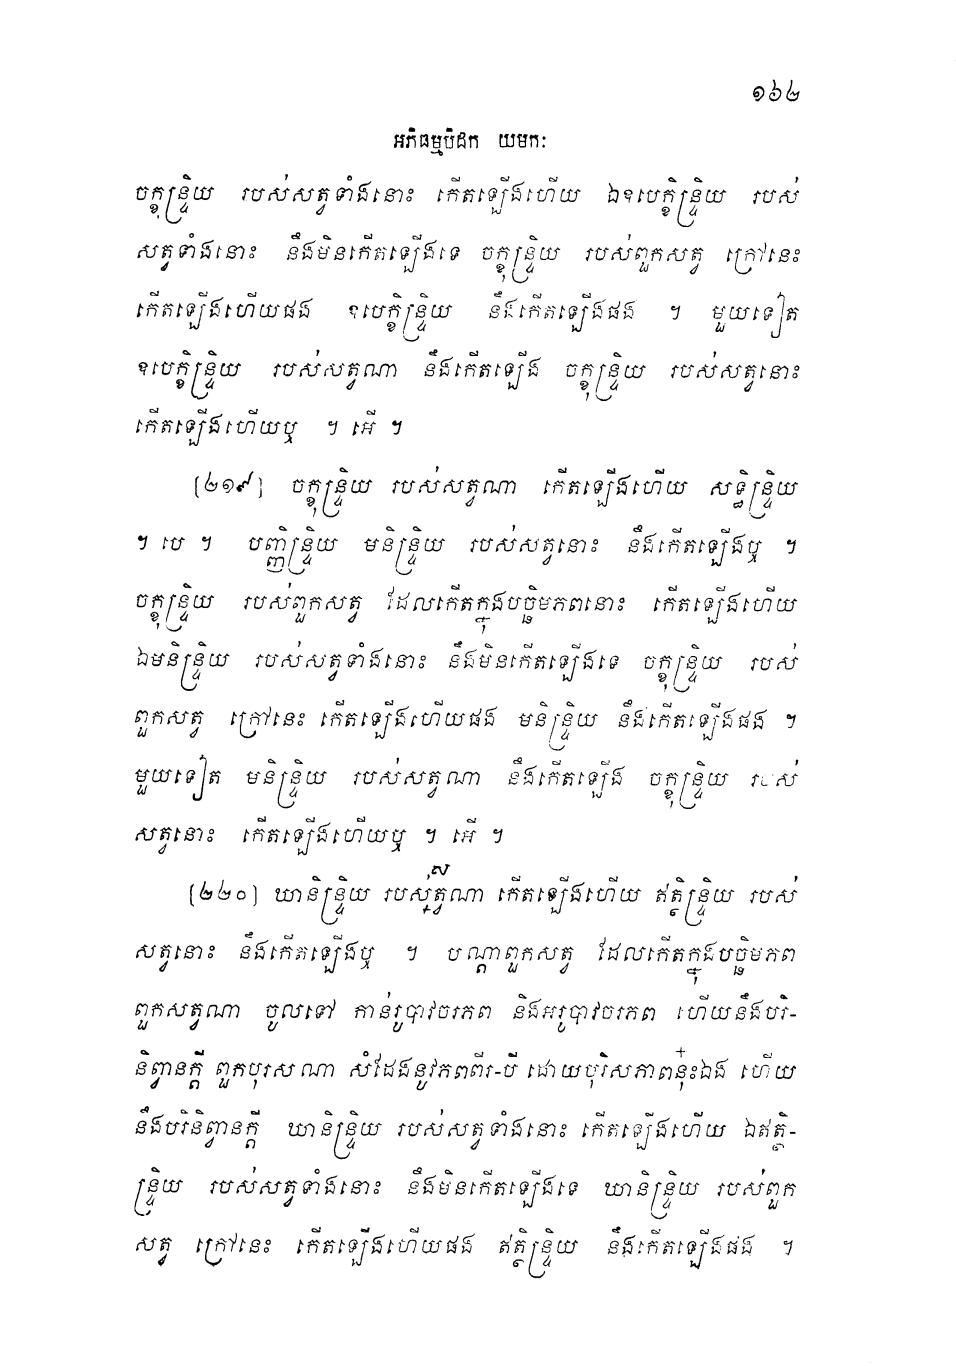 ១៦២
អភិធម្មបិដក យមកៈ
ចក្ខុន្ទ្រិយ របស់សត្វទាំងនោះ កើតឡើងហើយ ឯឧបេក្ខិន្ទ្រិយ របស់
សត្វទាំងនោះ នឹងមិនកើតឡើងទេ ចក្ខុន្ទ្រិយ របស់ពួកសត្វ ក្រៅនេះ
កើតឡើងហើយផង ឧបេក្ខិន្ទ្រិយ នឹងកើតឡើងផង ។ មួយទៀត
ឧបេក្ខិន្ទ្រិយ របស់សត្វណា នឹងកើតឡើង ចក្ខុន្ទ្រិយ របស់សត្វនោះ
កើតឡើងហើយឬ ។ អើ ។
[២១៩] ចក្ខុន្ទ្រិយ របស់សត្វណា កើតឡើងហើយ សទ្ធិន្ទ្រិយ
។ បេ ។ បញ្ញិន្ទ្រិយ មនិន្ទ្រិយ របស់សត្វនោះ នឹងកើតឡើងឬ ។
ចក្ខុន្ទ្រិយ របស់ពួកសត្វ ដែលកើតក្នុងបច្ឆិមភពនោះ កើតឡើងហើយ
ឯមនិន្ទ្រិយ របស់សត្វទាំងនោះ នឹងមិនកើតឡើងទេ ចក្ខុន្ទ្រិយ របស់
ពួកសត្វ ក្រៅនេះ កើតឡើងហើយផង មនិន្ទ្រិយ នឹងកើតឡើងផង ។
មួយទៀត មនិន្ទ្រិយ របស់សត្វណា នឹងកើតឡើង ចក្ខុន្ទ្រិយ របស់
សត្វនោះ កើតឡើងហើយឬ ។ អើ ។
[២២០] ឃានិន្ទ្រិយ របស់សត្វណា កើតឡើងហើយ ឥត្ថិន្ទ្រិយ របស់
សត្វនោះ នឹងកើតឡើងឬ ។ បណ្តាពួកសត្វ ដែលកើតក្នុងបច្ឆិមភព
ពួកសត្វណា ចូលទៅ កាន់រូបាវចរភព និងអរូបាវចរភព ហើយនឹងបរិ-
និព្វានក្តី ពួកបុរសណា សំដែងនូវភពពីរ-បី ដោយបុរិសភាពនុ៎ះឯង ហើយ
នឹងបរិនិព្វានក្តី ឃានិន្ទ្រិយ របស់សត្វទាំងនោះ កើតឡើងហើយ ឯឥត្ថិ-
ន្ទ្រិយ របស់សត្វទាំងនោះ នឹងមិនកើតឡើងទេ ឃានិន្ទ្រិយ របស់ពួក
សត្វ ក្រៅនេះ កើតឡើងហើយផង ឥត្ថិន្ទ្រិយ នឹងកើតឡើងផង ។